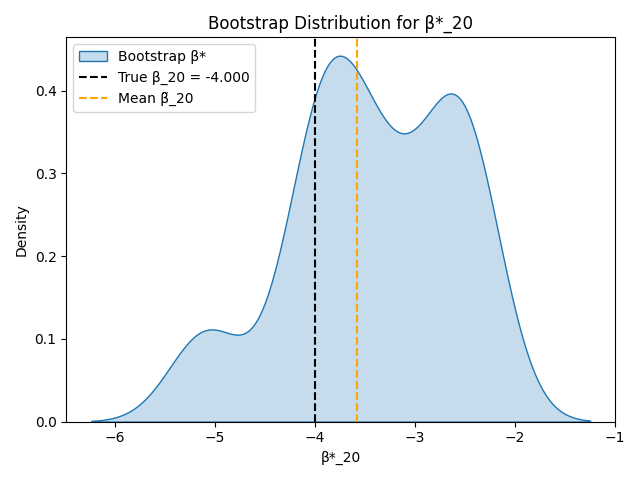 Bootstrap Distribution for β*_20
Bootstrap β*
True β_20 = -4.000
Mean β_20
Density
0.4
0.3
0.2
0.1
0.0
−6 −5 −4 −3 −2 −1
β*_20